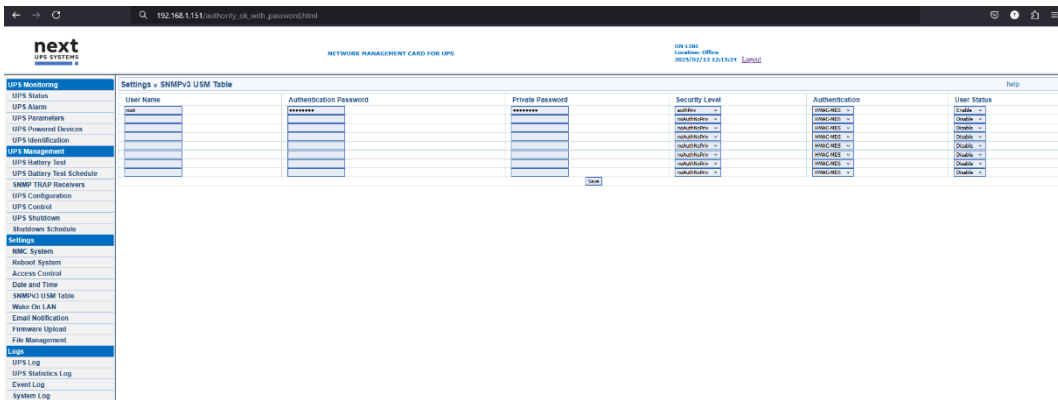 192.168.1.151/authority_ok_with_password.html
next
UPS SYSTEMS
NETWORK MANAGEMENT CARD FOR UPS
ON-LINE
Location: Office
2025/02/13 12:15:24 Logout
UPS Monitoring
UPS Status
UPS Alarm
UPS Parameters
UPS Powered Devices
UPS Identification
UPS Management
UPS Battery Test
UPS Battery Test Schedule
SNMP TRAP Receivers
UPS Configuration
UPS Control
UPS Shutdown
Shutdown Schedule
Settings
NMC System
Reboot System
Access Control
Date and Time
SNMPv3 USM Table
Wake On LAN
Email Notification
Firmware Upload
File Management
Logs
UPS Log
UPS Statistics Log
Event Log
System Log
Settings » SNMPv3 USM Table help
User Name Authentication Password Private Password Security Level Authentication User Status
root •••••••• •••••••• authPriv HMAC-MD5 Enable
noAuthNoPriv HMAC-MD5 Disable
noAuthNoPriv HMAC-MD5 Disable
noAuthNoPriv HMAC-MD5 Disable
noAuthNoPriv HMAC-MD5 Disable
noAuthNoPriv HMAC-MD5 Disable
noAuthNoPriv HMAC-MD5 Disable
noAuthNoPriv HMAC-MD5 Disable
Save